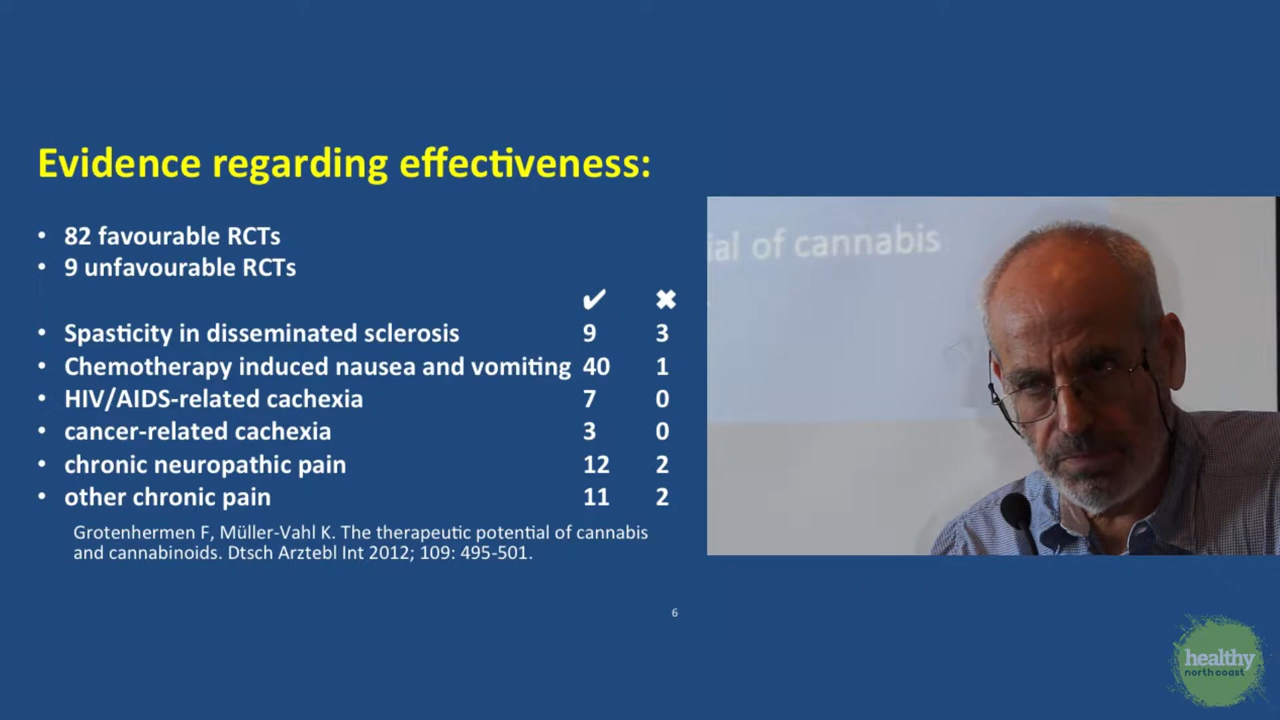 Evidence regarding effectiveness:
• 82 favourable RCTs
• 9 unfavourable RCTs
✔ ✖
• Spasticity in disseminated sclerosis 9 3
• Chemotherapy induced nausea and vomiting 40 1
• HIV/AIDS-related cachexia 7 0
• cancer-related cachexia 3 0
• chronic neuropathic pain 12 2
• other chronic pain 11 2
Grotenhermen F, Müller-Vahl K. The therapeutic potential of cannabis
and cannabinoids. Dtsch Arztebl Int 2012; 109: 495-501.
6
ial of cannabis
healthy
north coast